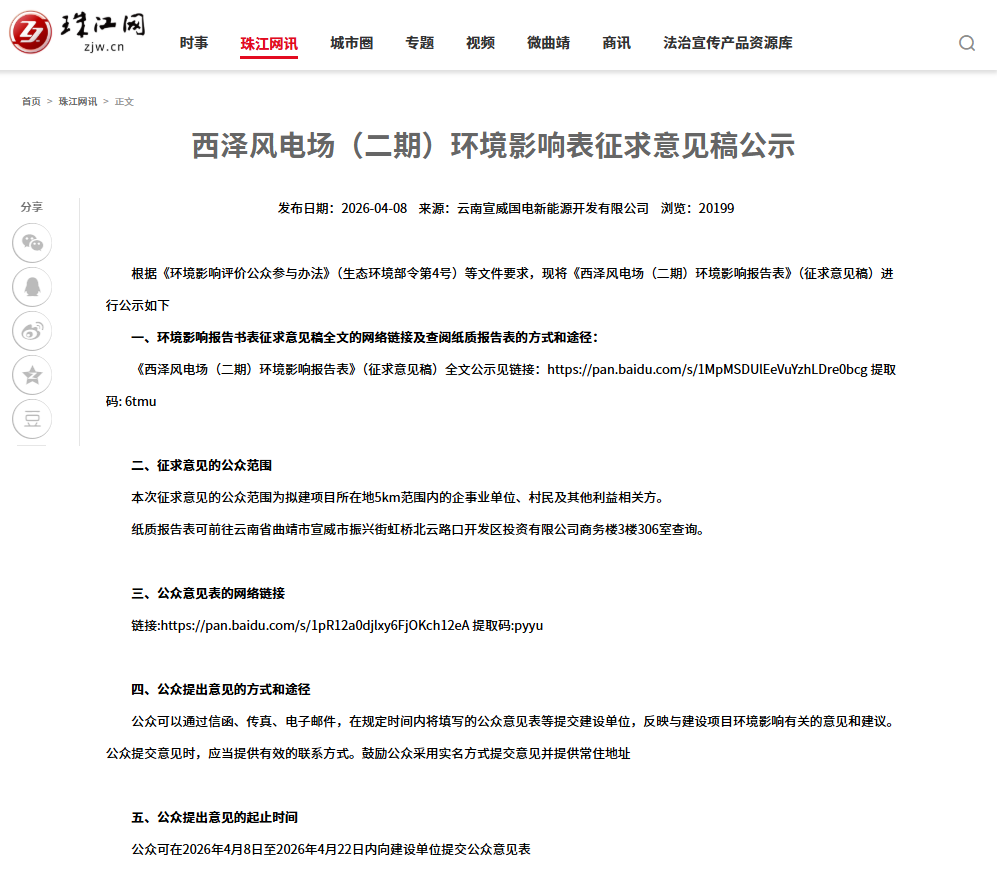 珠江网
zjw.cn
时事 珠江网讯 城市圈 专题 视频 微曲靖 商讯 法治宣传产品资源库
首页 > 珠江网讯 > 正文
西泽风电场（二期）环境影响表征求意见稿公示
分享
发布日期：2026-04-08 来源：云南宣威国电新能源开发有限公司 浏览：20199
根据《环境影响评价公众参与办法》（生态环境部令第4号）等文件要求，现将《西泽风电场（二期）环境影响报告表》（征求意见稿）进
行公示如下
一、环境影响报告书表征求意见稿全文的网络链接及查阅纸质报告表的方式和途径：
《西泽风电场（二期）环境影响报告表》（征求意见稿）全文公示见链接：https://pan.baidu.com/s/1MpMSDUIEeVuYzhLDre0bcg 提取
码: 6tmu
豆
二、征求意见的公众范围
本次征求意见的公众范围为拟建项目所在地5km范围内的企事业单位、村民及其他利益相关方。
纸质报告表可前往云南省曲靖市宣威市振兴街虹桥北云路口开发区投资有限公司商务楼3楼306室查询。
三、公众意见表的网络链接
链接:https://pan.baidu.com/s/1pR12a0djlxy6FjOKch12eA 提取码:pyyu
四、公众提出意见的方式和途径
公众可以通过信函、传真、电子邮件，在规定时间内将填写的公众意见表等提交建设单位，反映与建设项目环境影响有关的意见和建议。
公众提交意见时，应当提供有效的联系方式。鼓励公众采用实名方式提交意见并提供常住地址
五、公众提出意见的起止时间
公众可在2026年4月8日至2026年4月22日内向建设单位提交公众意见表